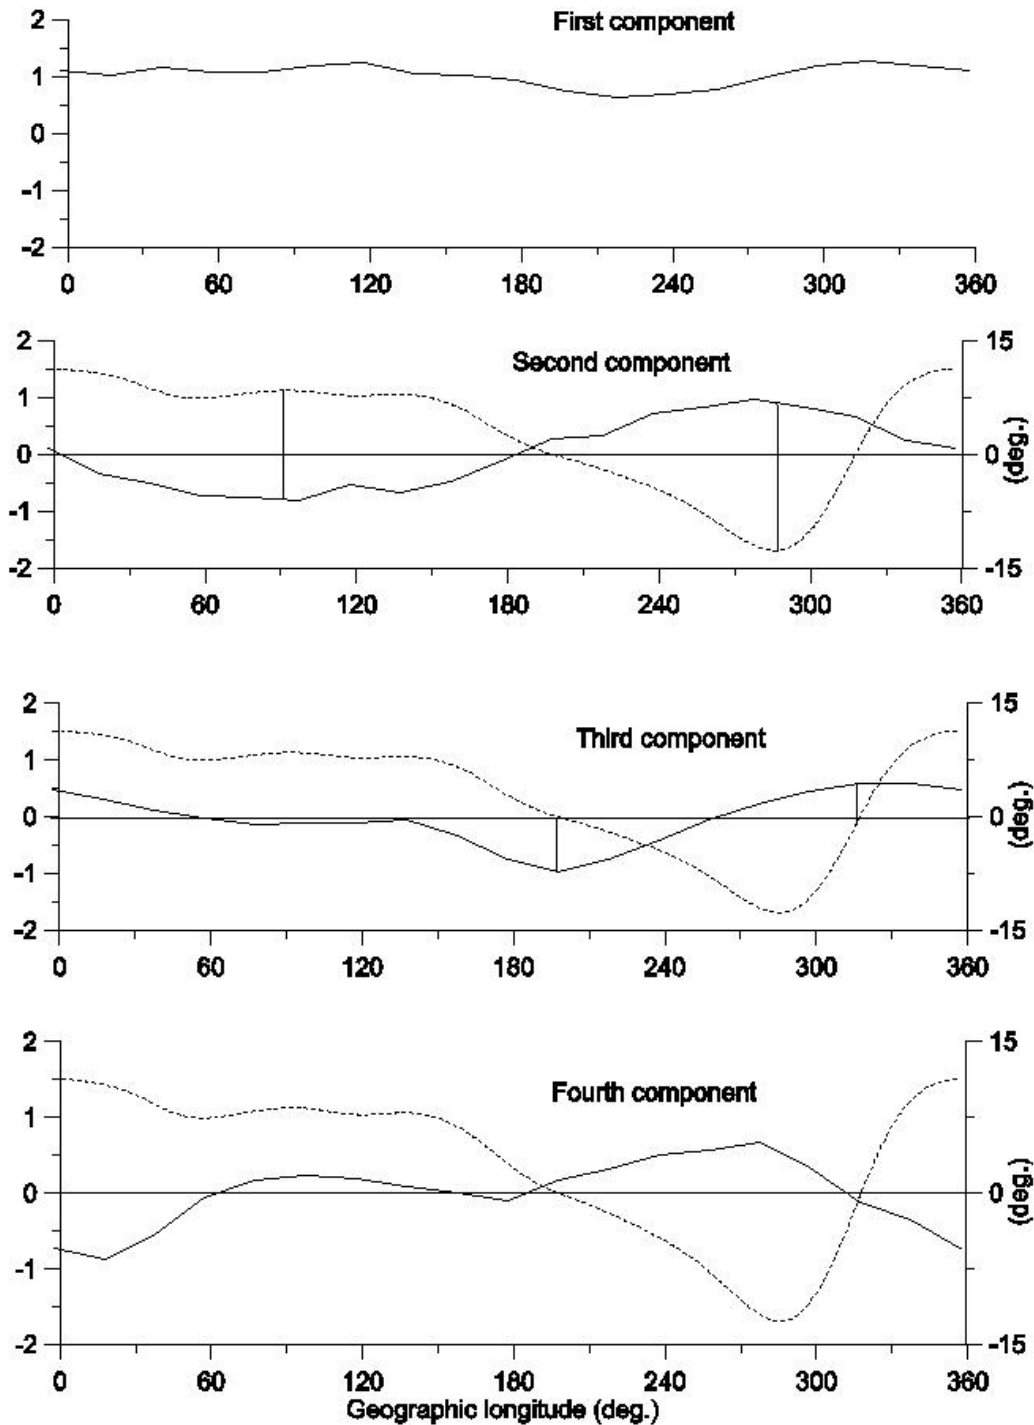 First component
2
1
0
-1
-2
0 60 120 180 240 300 360
Second component
2 15
1
0 0
-1
-2 -15
(deg.)
0 60 120 180 240 300 360
Third component
2 15
1
0 0
-1
-2 -15
(deg.)
0 60 120 180 240 300 360
Fourth component
2 15
1
0 0
-1
-2 -15
(deg.)
0 60 120 180 240 300 360
Geographic longitude (deg.)